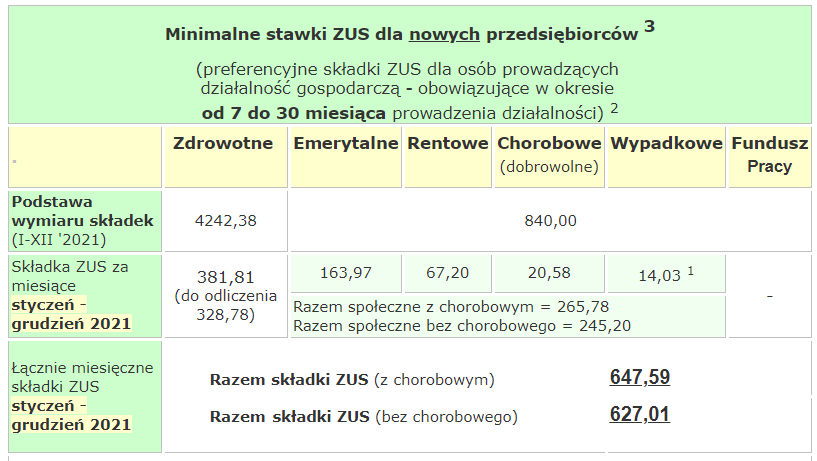 Minimalne stawki ZUS dla nowych przedsiębiorców 3
(preferencyjne składki ZUS dla osób prowadzących
działalność gospodarczą - obowiązujące w okresie
od 7 do 30 miesiąca prowadzenia działalności) 2
Zdrowotne Emerytalne Rentowe Chorobowe (dobrowolne) Wypadkowe Fundusz Pracy
Podstawa
wymiaru składek
(I-XII '2021)
4242,38
840,00
Składka ZUS za
miesiące
styczeń -
grudzień 2021
381,81
(do odliczenia
328,78)
163,97 67,20 20,58 14,03 1
-
Razem społeczne z chorobowym = 265,78
Razem społeczne bez chorobowego = 245,20
Łącznie miesięczne
składki ZUS
styczeń -
grudzień 2021
Razem składki ZUS (z chorobowym) 647,59
Razem składki ZUS (bez chorobowego) 627,01